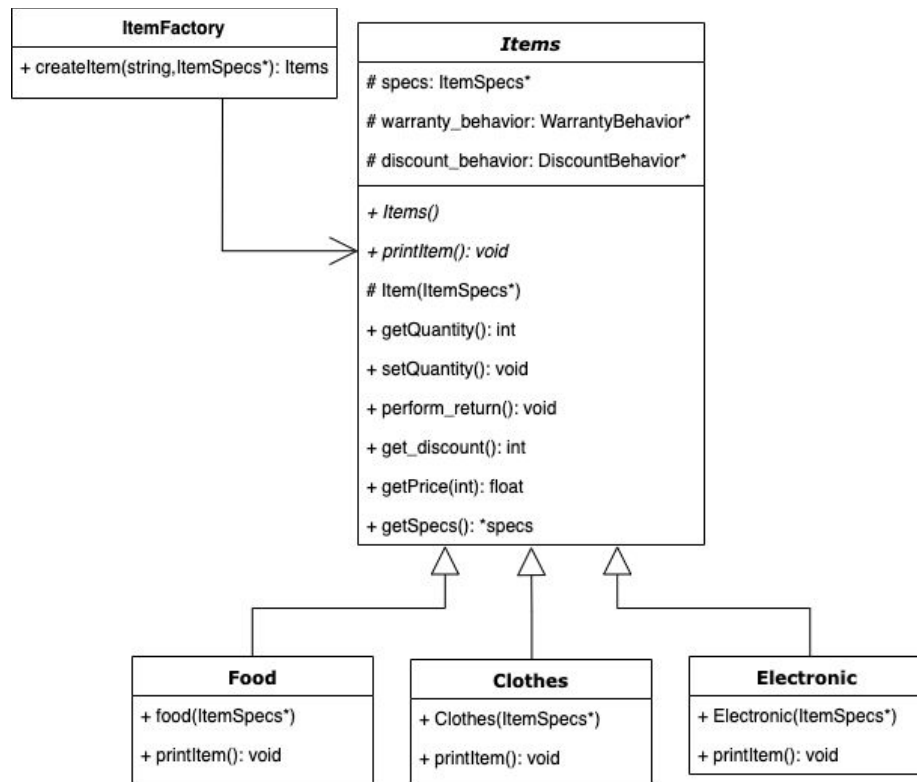 ItemFactory
+ createItem(string,ItemSpecs*): Items
Items
# specs: ItemSpecs*
# warranty_behavior: WarrantyBehavior*
# discount_behavior: DiscountBehavior*
+ Items()
+ printItem(): void
# Item(ItemSpecs*)
+ getQuantity(): int
+ setQuantity(): void
+ perform_return(): void
+ get_discount(): int
+ getPrice(int): float
+ getSpecs(): *specs
Food
+ food(ItemSpecs*)
+ printItem(): void
Clothes
+ Clothes(ItemSpecs*)
+ printItem(): void
Electronic
+ Electronic(ItemSpecs*)
+ printItem(): void